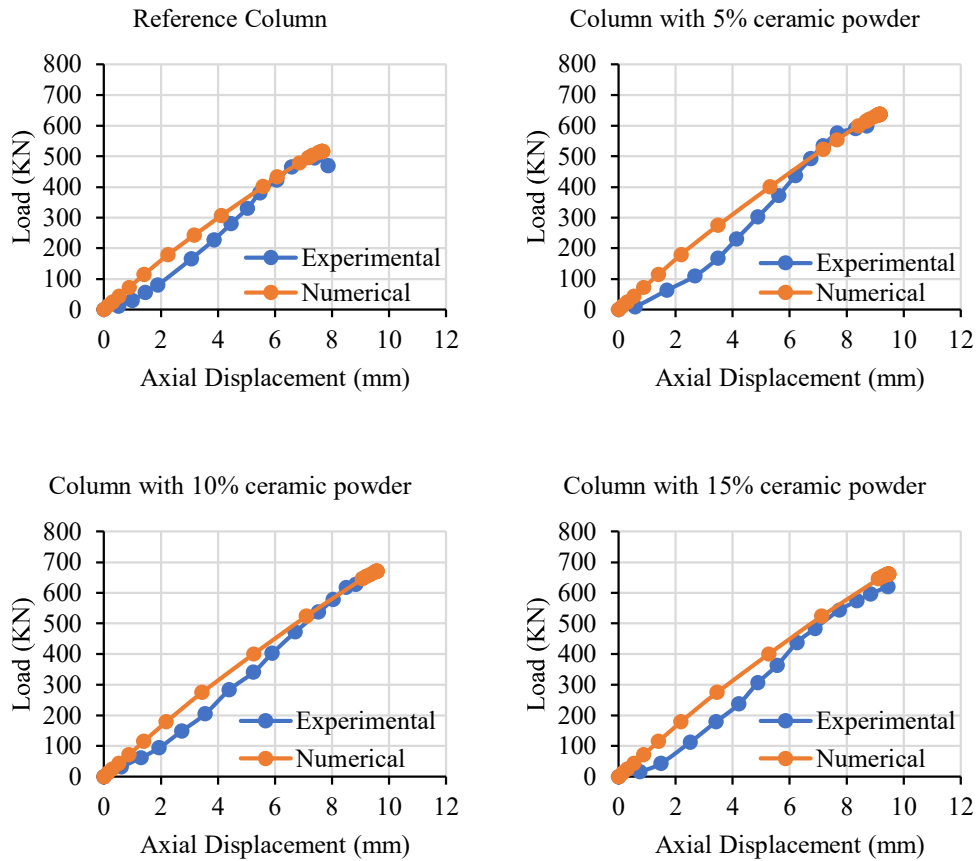 Reference Column
800
700
600
500
400
300
200
100
0
Load (KN)
Experimental
Numerical
0 2 4 6 8 10 12
Axial Displacement (mm)
Column with 5% ceramic powder
800
700
600
500
400
300
200
100
0
Load (KN)
Experimental
Numerical
0 2 4 6 8 10 12
Axial Displacement (mm)
Column with 10% ceramic powder
800
700
600
500
400
300
200
100
0
Load (KN)
Experimental
Numerical
0 2 4 6 8 10 12
Axial Displacement (mm)
Column with 15% ceramic powder
800
700
600
500
400
300
200
100
0
Load (KN)
Experimental
Numerical
0 2 4 6 8 10 12
Axial Displacement (mm)